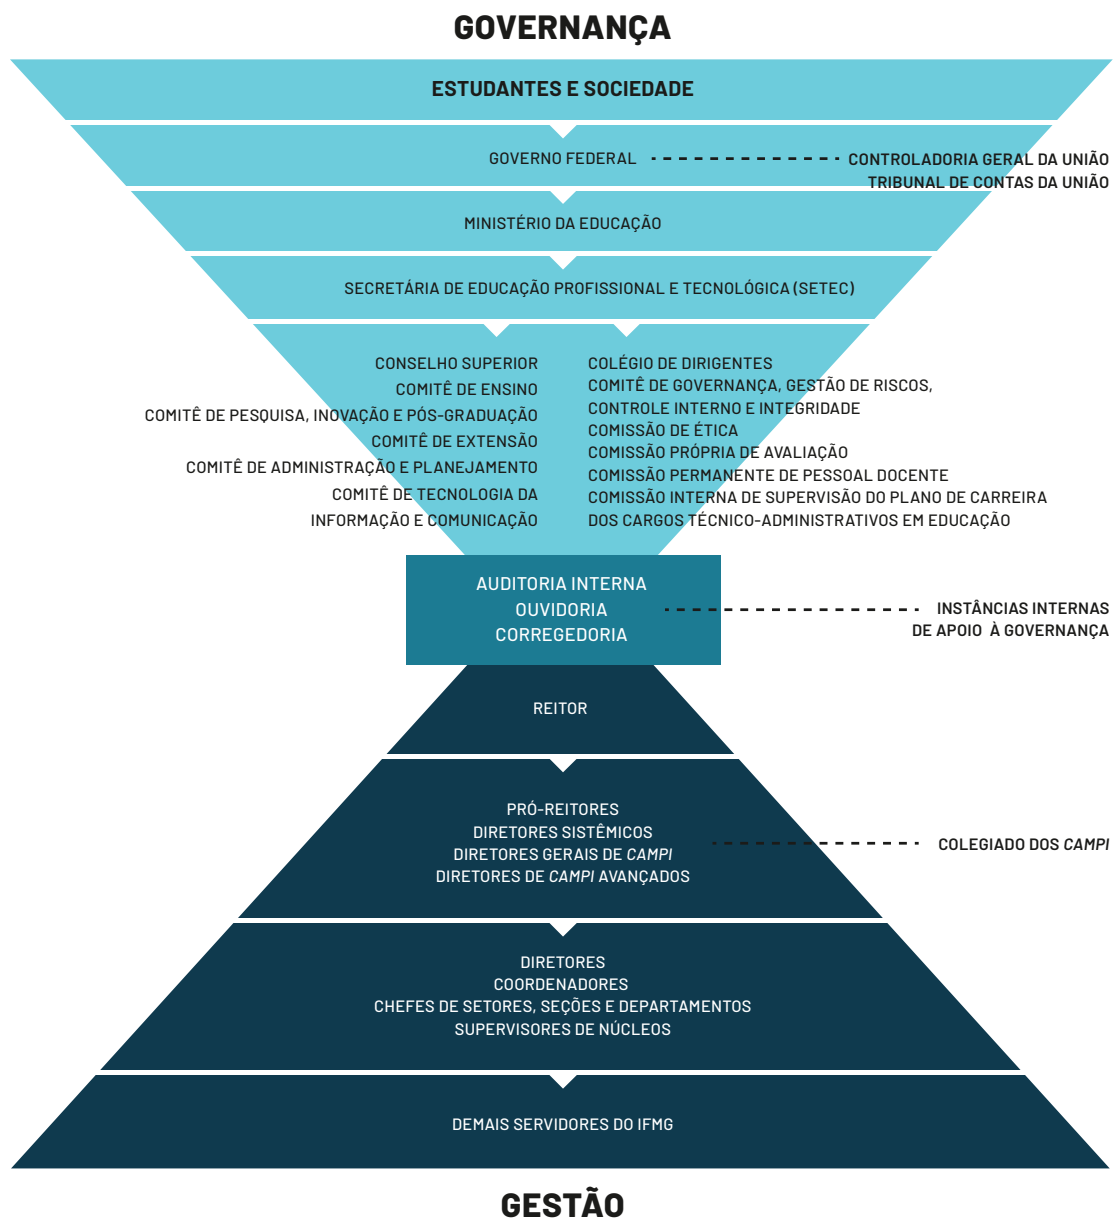 GOVERNANÇA
ESTUDANTES E SOCIEDADE
GOVERNO FEDERAL
CONTROLADORIA GERAL DA UNIÃO
TRIBUNAL DE CONTAS DA UNIÃO
MINISTÉRIO DA EDUCAÇÃO
SECRETÁRIA DE EDUCAÇÃO PROFISSIONAL E TECNOLÓGICA (SETEC)
CONSELHO SUPERIOR
COMITÊ DE ENSINO
COMITÊ DE PESQUISA, INOVAÇÃO E PÓS-GRADUAÇÃO
COMITÊ DE EXTENSÃO
COMITÊ DE ADMINISTRAÇÃO E PLANEJAMENTO
COMITÊ DE TECNOLOGIA DA
INFORMAÇÃO E COMUNICAÇÃO
COLÉGIO DE DIRIGENTES
COMITÊ DE GOVERNANÇA, GESTÃO DE RISCOS,
CONTROLE INTERNO E INTEGRIDADE
COMISSÃO DE ÉTICA
COMISSÃO PRÓPRIA DE AVALIAÇÃO
COMISSÃO PERMANENTE DE PESSOAL DOCENTE
COMISSÃO INTERNA DE SUPERVISÃO DO PLANO DE CARREIRA
DOS CARGOS TÉCNICO-ADMINISTRATIVOS EM EDUCAÇÃO
AUDITORIA INTERNA
OUVIDORIA
CORREGEDORIA
INSTÂNCIAS INTERNAS
DE APOIO À GOVERNANÇA
REITOR
PRÓ-REITORES
DIRETORES SISTÊMICOS
DIRETORES GERAIS DE CAMPI
DIRETORES DE CAMPI AVANÇADOS
COLEGIADO DOS CAMPI
DIRETORES
COORDENADORES
CHEFES DE SETORES, SEÇÕES E DEPARTAMENTOS
SUPERVISORES DE NÚCLEOS
DEMAIS SERVIDORES DO IFMG
GESTÃO